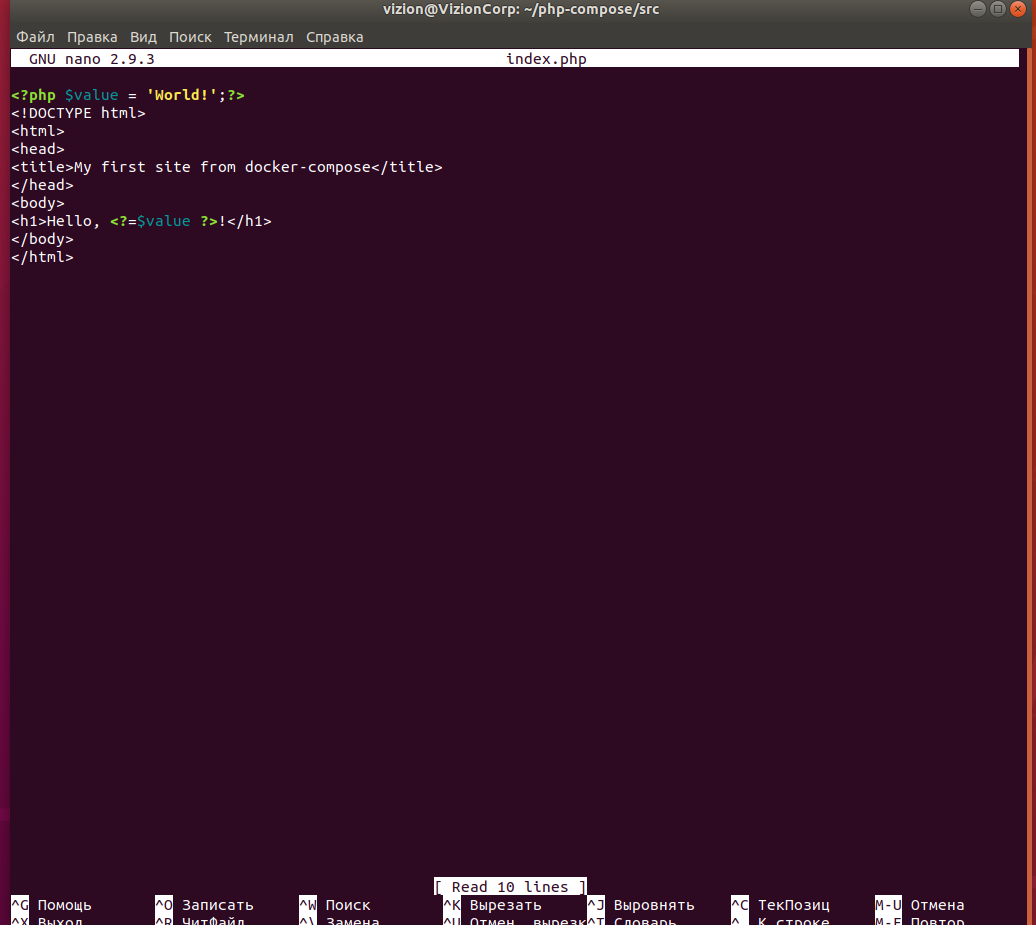 vizion@VizionCorp: ~/php-compose/src
Файл Правка Вид Поиск Терминал Справка
GNU nano 2.9.3 index.php
<?php $value = 'World!';?>
<!DOCTYPE html>
<html>
<head>
<title>My first site from docker-compose</title>
</head>
<body>
<h1>Hello, <?=$value ?>!</h1>
</body>
</html>
[ Read 10 lines ]
^G Помощь ^O Записать ^W Поиск ^K Вырезать ^J Выровнять ^C ТекПозиц M-U Отмена
^X Выход ^R ЧитФайл ^\ Замена ^U Отмен. вырезк ^T Словарь ^_ К строке M-E Повтор